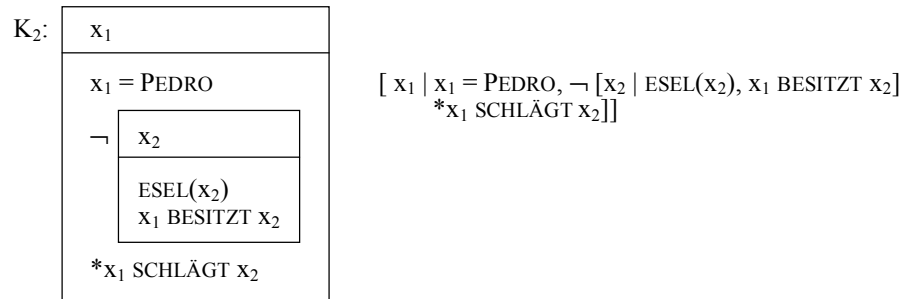 K₂:
x₁
x₁ = PEDRO
[ x₁ | x₁ = PEDRO, ¬ [x₂ | ESEL(x₂), x₁ BESITZT x₂]
¬ x₂
*x₁ SCHLÄGT x₂]]
ESEL(x₂)
x₁ BESITZT x₂
*x₁ SCHLÄGT x₂